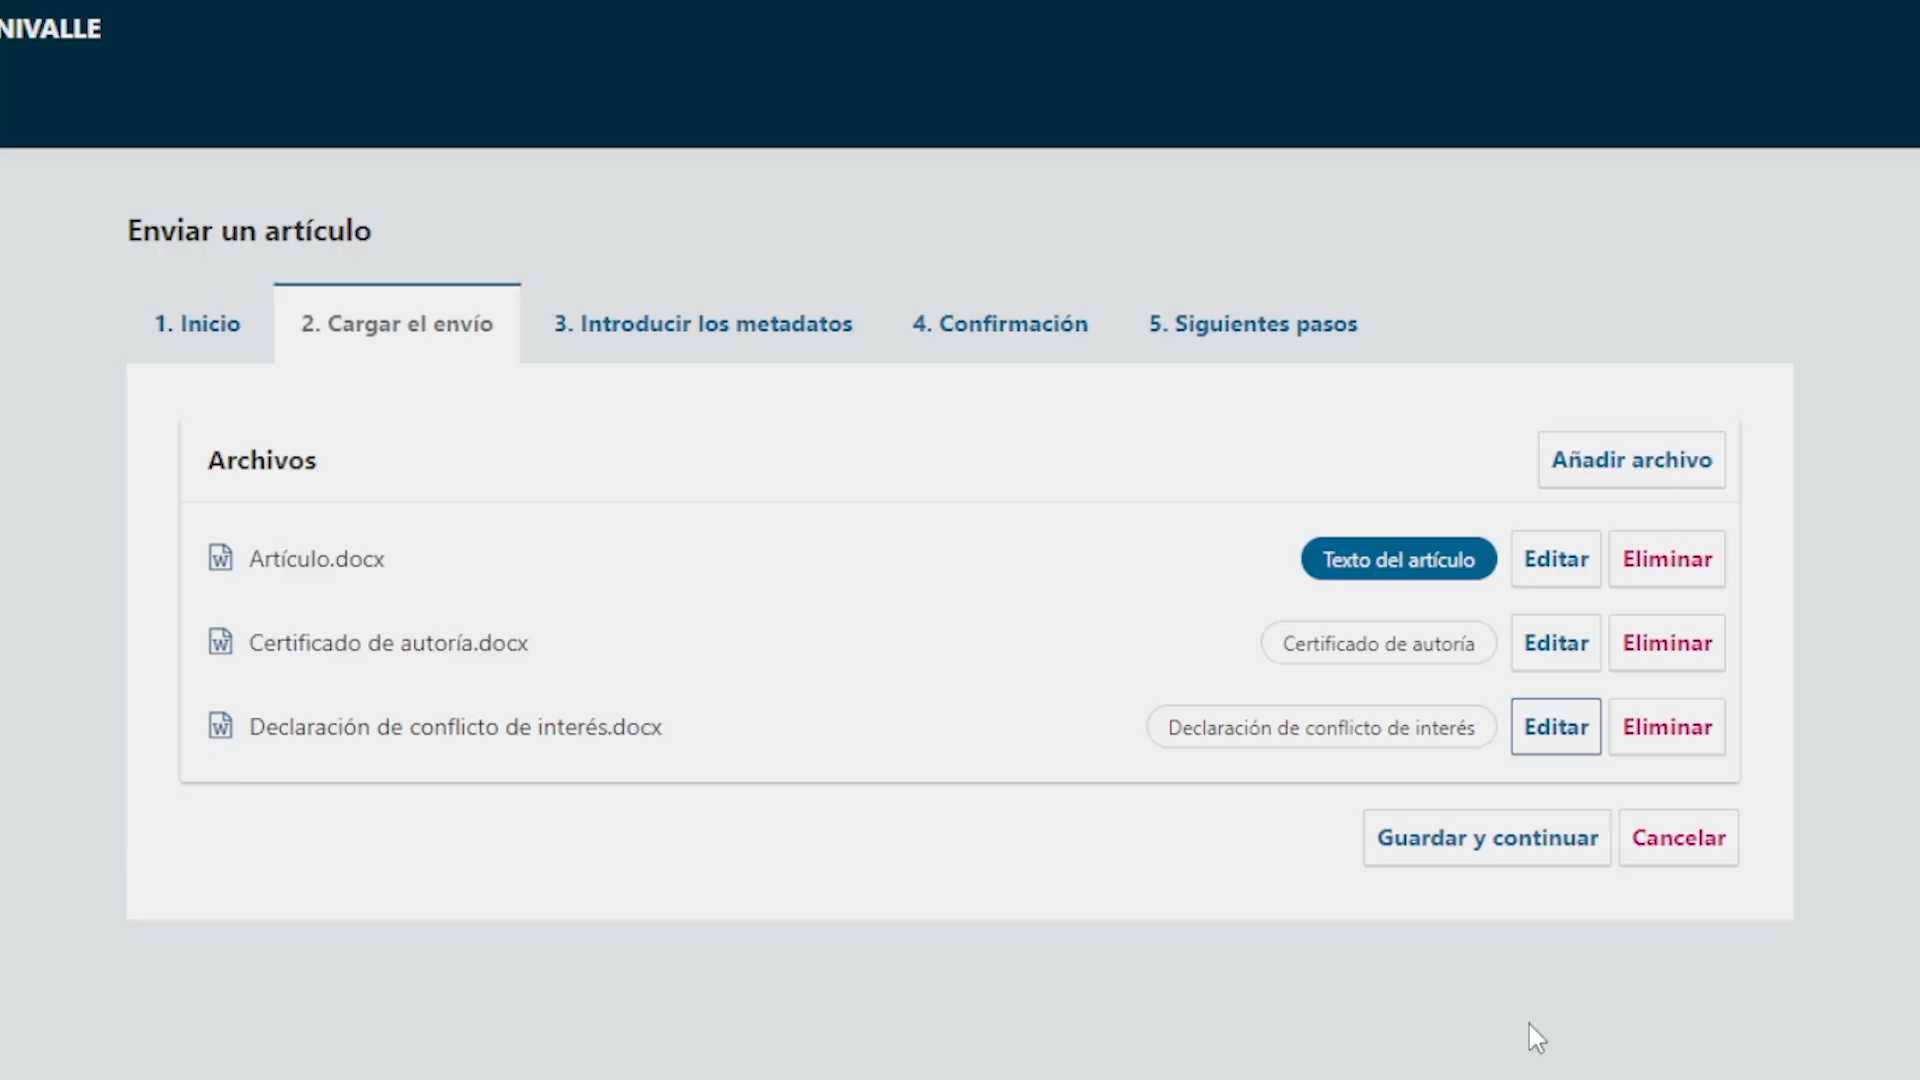 NIVALLE
Enviar un artículo
1. Inicio
2. Cargar el envío
3. Introducir los metadatos
4. Confirmación
5. Siguientes pasos
Archivos
Añadir archivo
Artículo.docx
Texto del artículo
Editar
Eliminar
Certificado de autoría.docx
Certificado de autoría
Editar
Eliminar
Declaración de conflicto de interés.docx
Declaración de conflicto de interés
Editar
Eliminar
Guardar y continuar
Cancelar